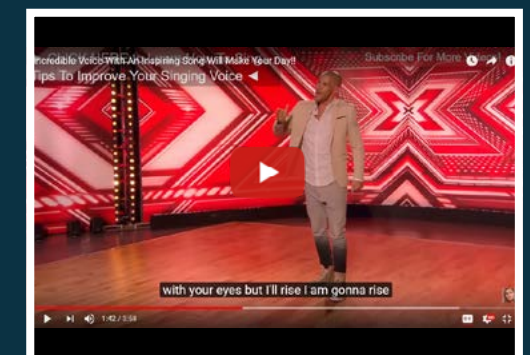 Incredible Voice With An Inspiring Song Will Make Your Day!!
Subscribe For More
Tips To Improve Your Singing Voice ◄
with your eyes but I'll rise I am gonna rise
1:42 / 3:58